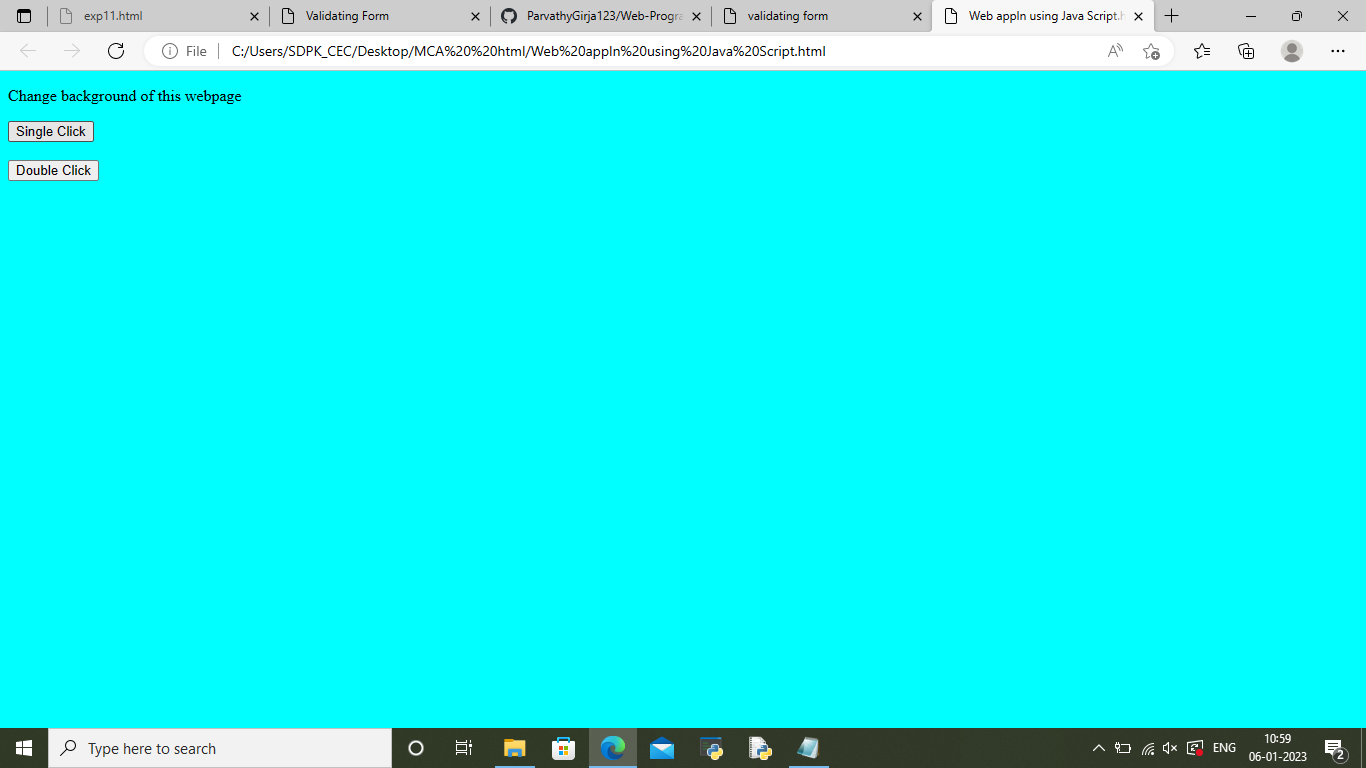 exp11.html
Validating Form
ParvathyGirja123/Web-Progra
validating form
Web appln using Java Script.h
File
C:/Users/SDPK_CEC/Desktop/MCA%20%20html/Web%20appln%20using%20Java%20Script.html
Change background of this webpage
Single Click
Double Click
Type here to search
ENG
10:59
06-01-2023
2